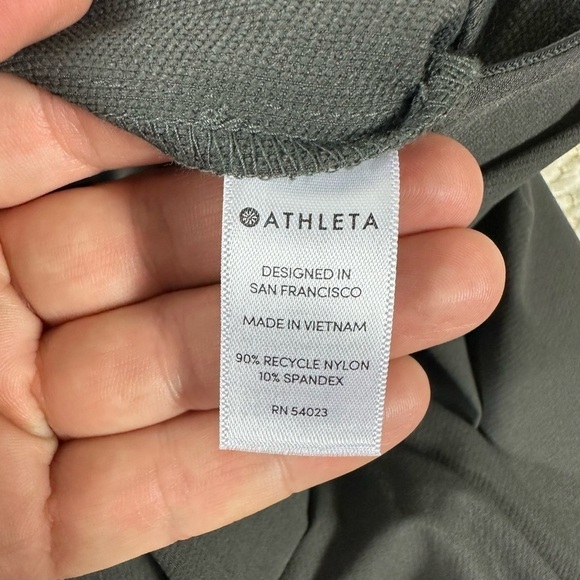 ATHLETA
DESIGNED IN
SAN FRANCISCO
MADE IN VIETNAM
90% RECYCLE NYLON
10% SPANDEX
RN 54023